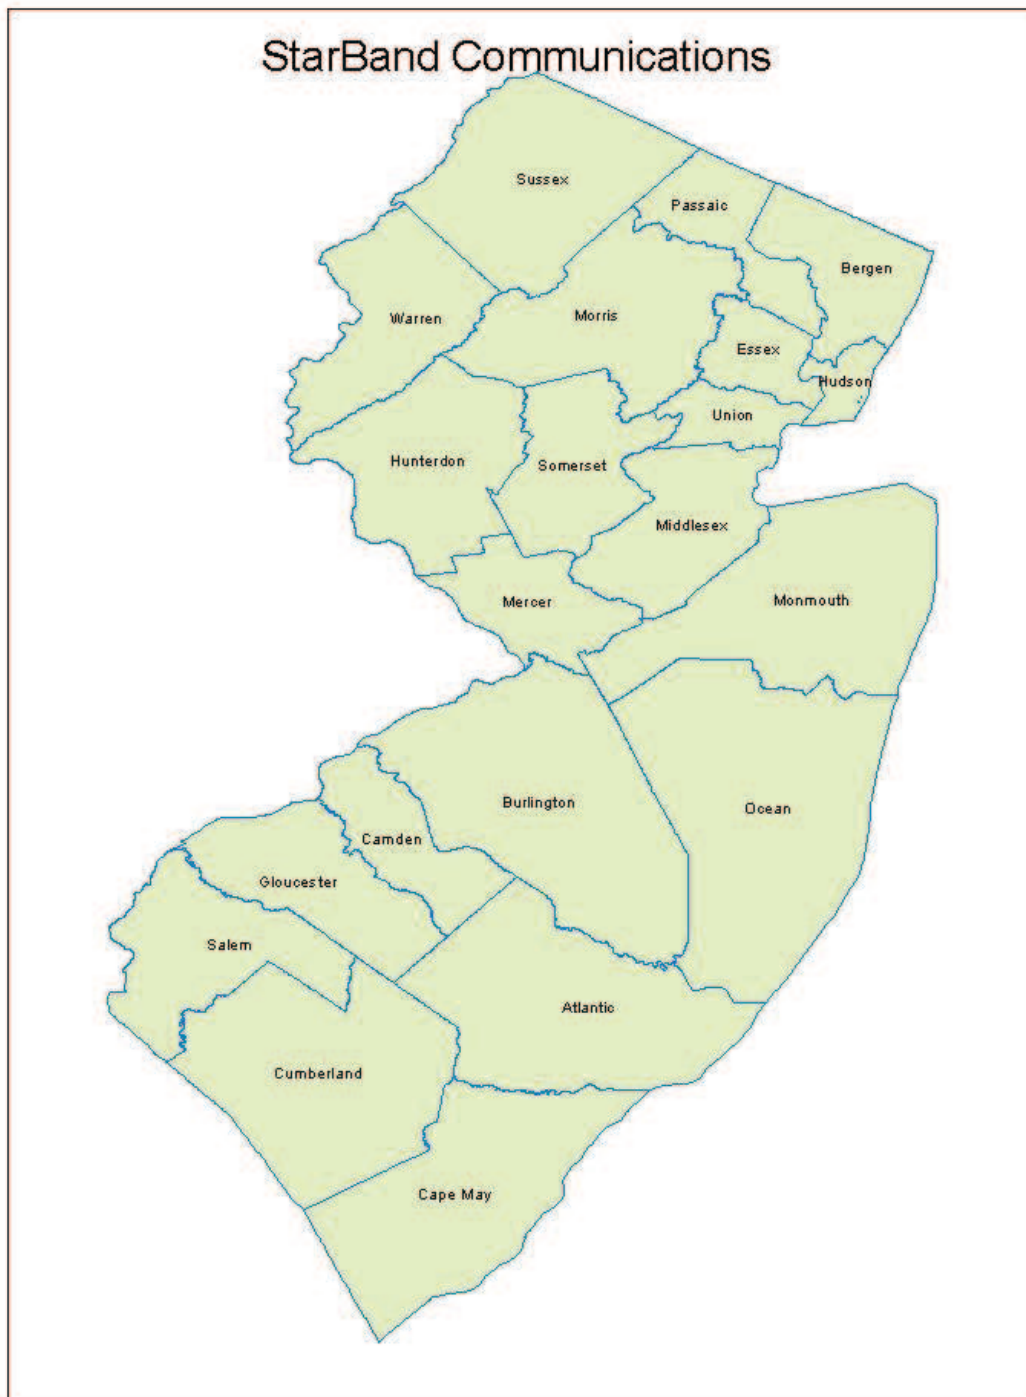 StarBand Communications
Sussex
Passaic
Bergen
Warren
Morris
Essex
Hudson
Union
Hunterdon
Somerset
Middlesex
Mercer
Monmouth
Burlington
Ocean
Camden
Gloucester
Salem
Atlantic
Cumberland
Cape May